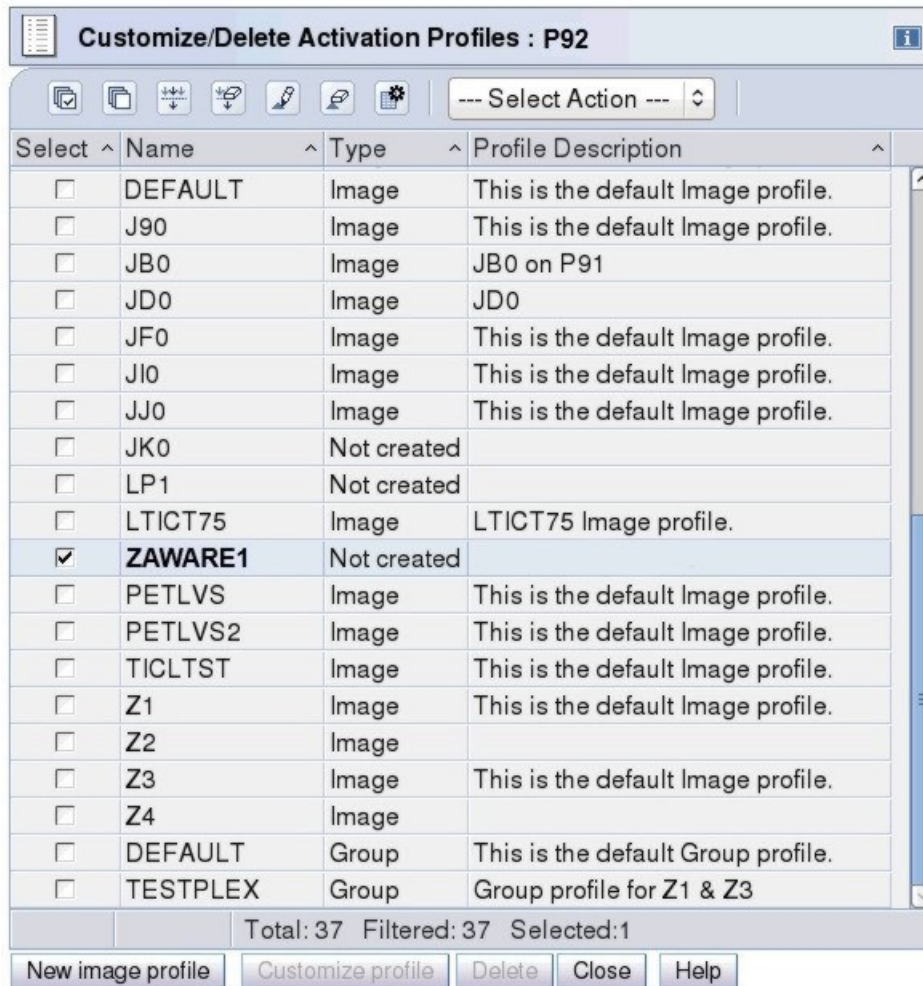 Customize/Delete Activation Profiles : P92
--- Select Action ---
Select Name Type Profile Description
DEFAULT Image This is the default Image profile.
J90 Image This is the default Image profile.
JB0 Image JB0 on P91
JD0 Image JD0
JF0 Image This is the default Image profile.
JI0 Image This is the default Image profile.
JJ0 Image This is the default Image profile.
JK0 Not created
LP1 Not created
LTICT75 Image LTICT75 Image profile.
ZAWARE1 Not created
PETLVS Image This is the default Image profile.
PETLVS2 Image This is the default Image profile.
TICLTST Image This is the default Image profile.
Z1 Image This is the default Image profile.
Z2 Image
Z3 Image This is the default Image profile.
Z4 Image
DEFAULT Group This is the default Group profile.
TESTPLEX Group Group profile for Z1 & Z3
Total: 37 Filtered: 37 Selected:1
New image profile Customize profile Delete Close Help